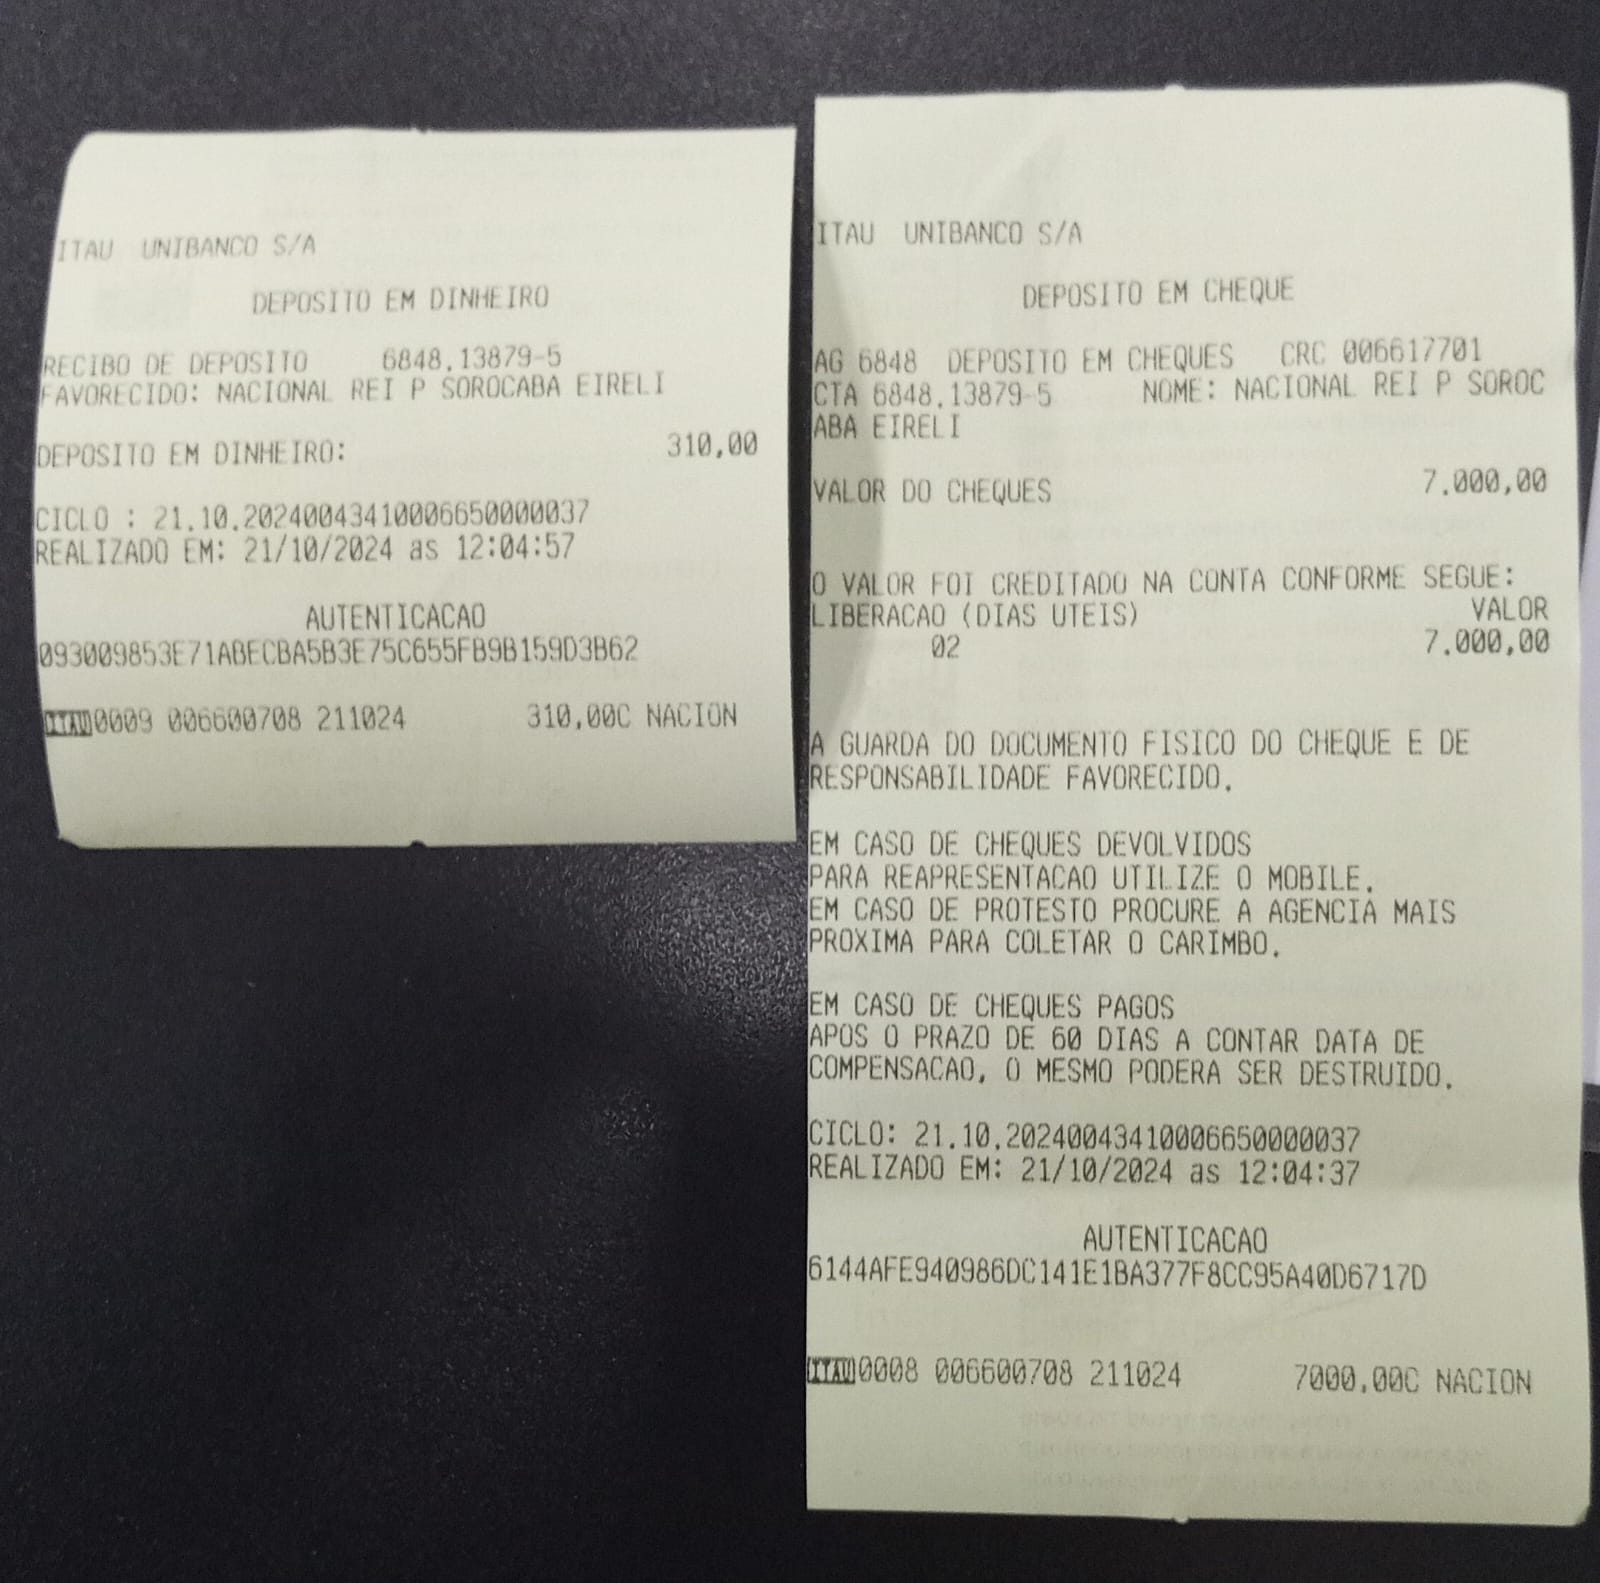 ITAU UNIBANCO S/A
DEPOSITO EM DINHEIRO
RECIBO DE DEPOSITO 6848.13879-5
FAVORECIDO: NACIONAL REI P SOROCABA EIRELI
DEPOSITO EM DINHEIRO: 310,00
CICLO : 21.10.20240043410006650000037
REALIZADO EM: 21/10/2024 as 12:04:57
AUTENTICACAO
093009853E71ABECBA5B3E75C655FB9B159D3B62
ITAU0009 006600708 211024 310,00C NACION
ITAU UNIBANCO S/A
DEPOSITO EM CHEQUE
AG 6848 DEPOSITO EM CHEQUES CRC 006617701
CTA 6848.13879-5 NOME: NACIONAL REI P SOROC
ABA EIRELI
VALOR DO CHEQUES 7.000,00
O VALOR FOI CREDITADO NA CONTA CONFORME SEGUE:
LIBERACAO (DIAS UTEIS) VALOR
02 7.000,00
A GUARDA DO DOCUMENTO FISICO DO CHEQUE E DE
RESPONSABILIDADE FAVORECIDO.
EM CASO DE CHEQUES DEVOLVIDOS
PARA REAPRESENTACAO UTILIZE O MOBILE.
EM CASO DE PROTESTO PROCURE A AGENCIA MAIS
PROXIMA PARA COLETAR O CARIMBO.
EM CASO DE CHEQUES PAGOS
APOS O PRAZO DE 60 DIAS A CONTAR DATA DE
COMPENSACAO, O MESMO PODERA SER DESTRUIDO.
CICLO: 21.10.20240043410006650000037
REALIZADO EM: 21/10/2024 as 12:04:37
AUTENTICACAO
6144AFE940986DC141E1BA377F8CC95A40D6717D
ITAU0008 006600708 211024 7000,00C NACION